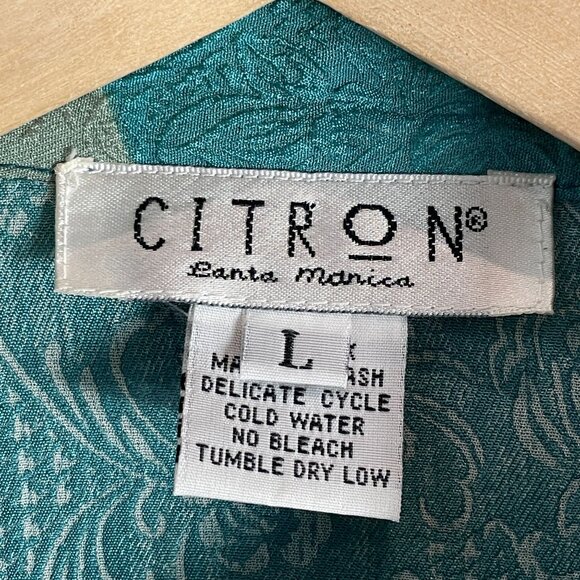 CITRON®
Santa Monica
L
DELICATE CYCLE
COLD WATER
NO BLEACH
TUMBLE DRY LOW